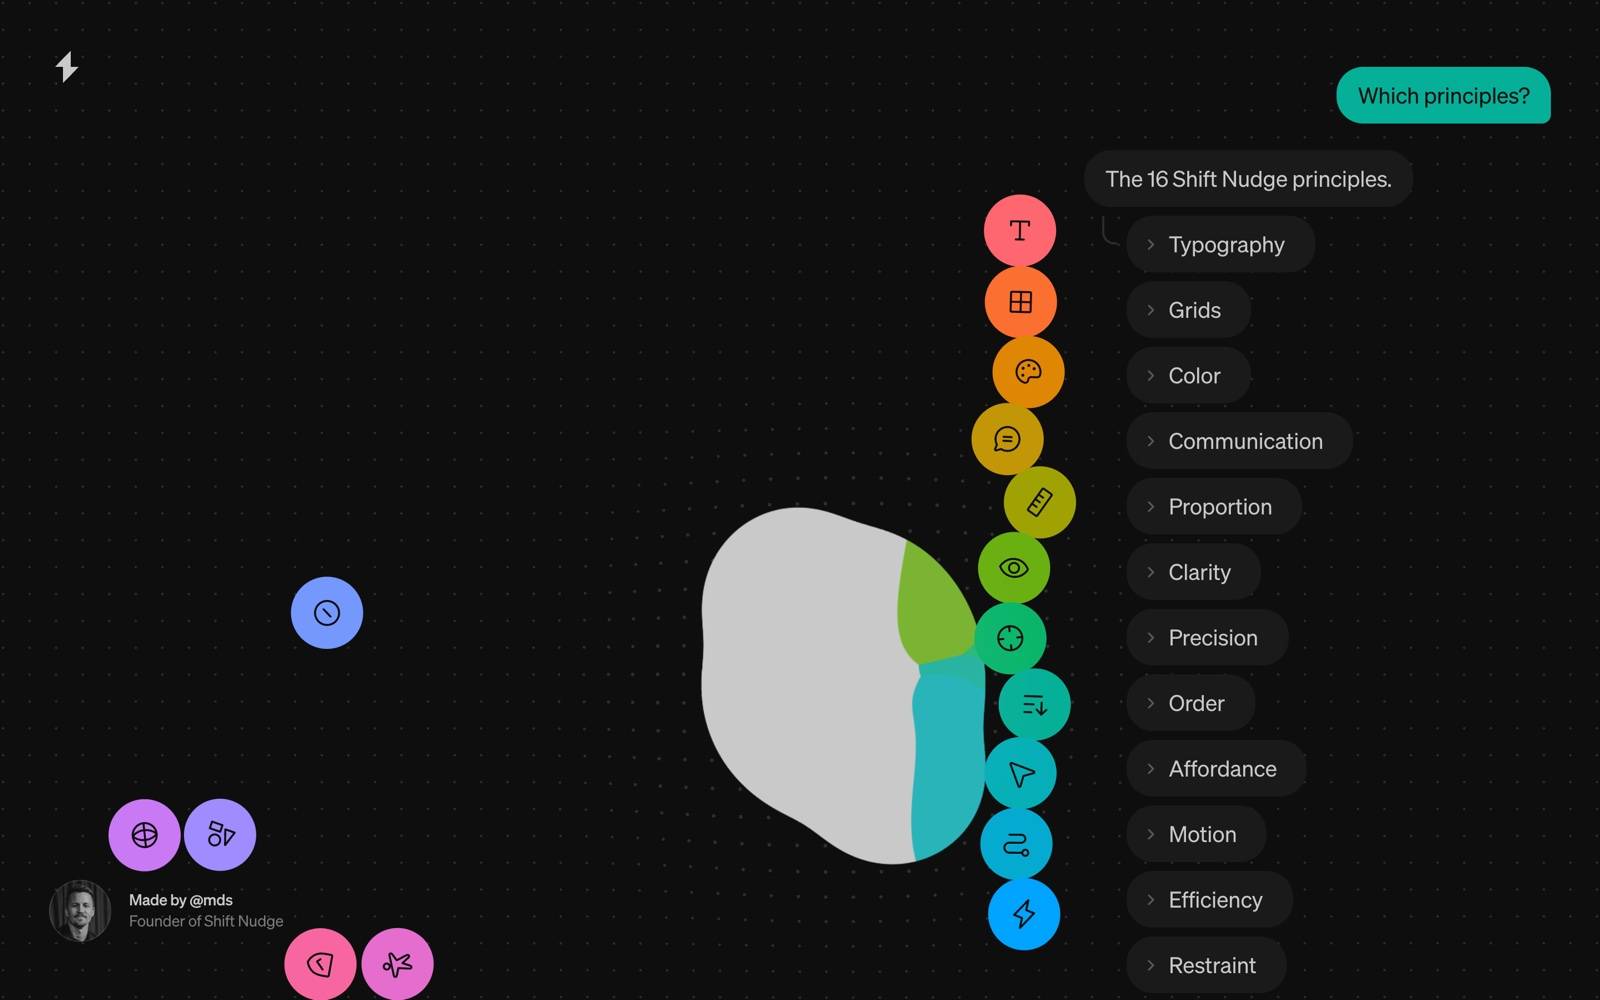 Which principles?
The 16 Shift Nudge principles.
Typography
Grids
Color
Communication
Proportion
Clarity
Precision
Order
Affordance
Motion
Efficiency
Restraint
Made by @mds
Founder of Shift Nudge